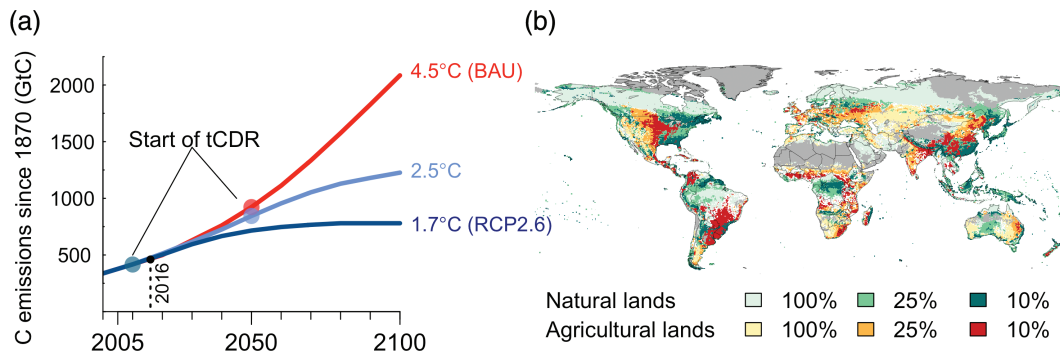 (a)
C emissions since 1870 (GtC)
2000
1500
1000
500
Start of tCDR
4.5°C (BAU)
2.5°C
1.7°C (RCP2.6)
2016
2005
2050
2100
(b)
Natural lands 100% 25% 10%
Agricultural lands 100% 25% 10%